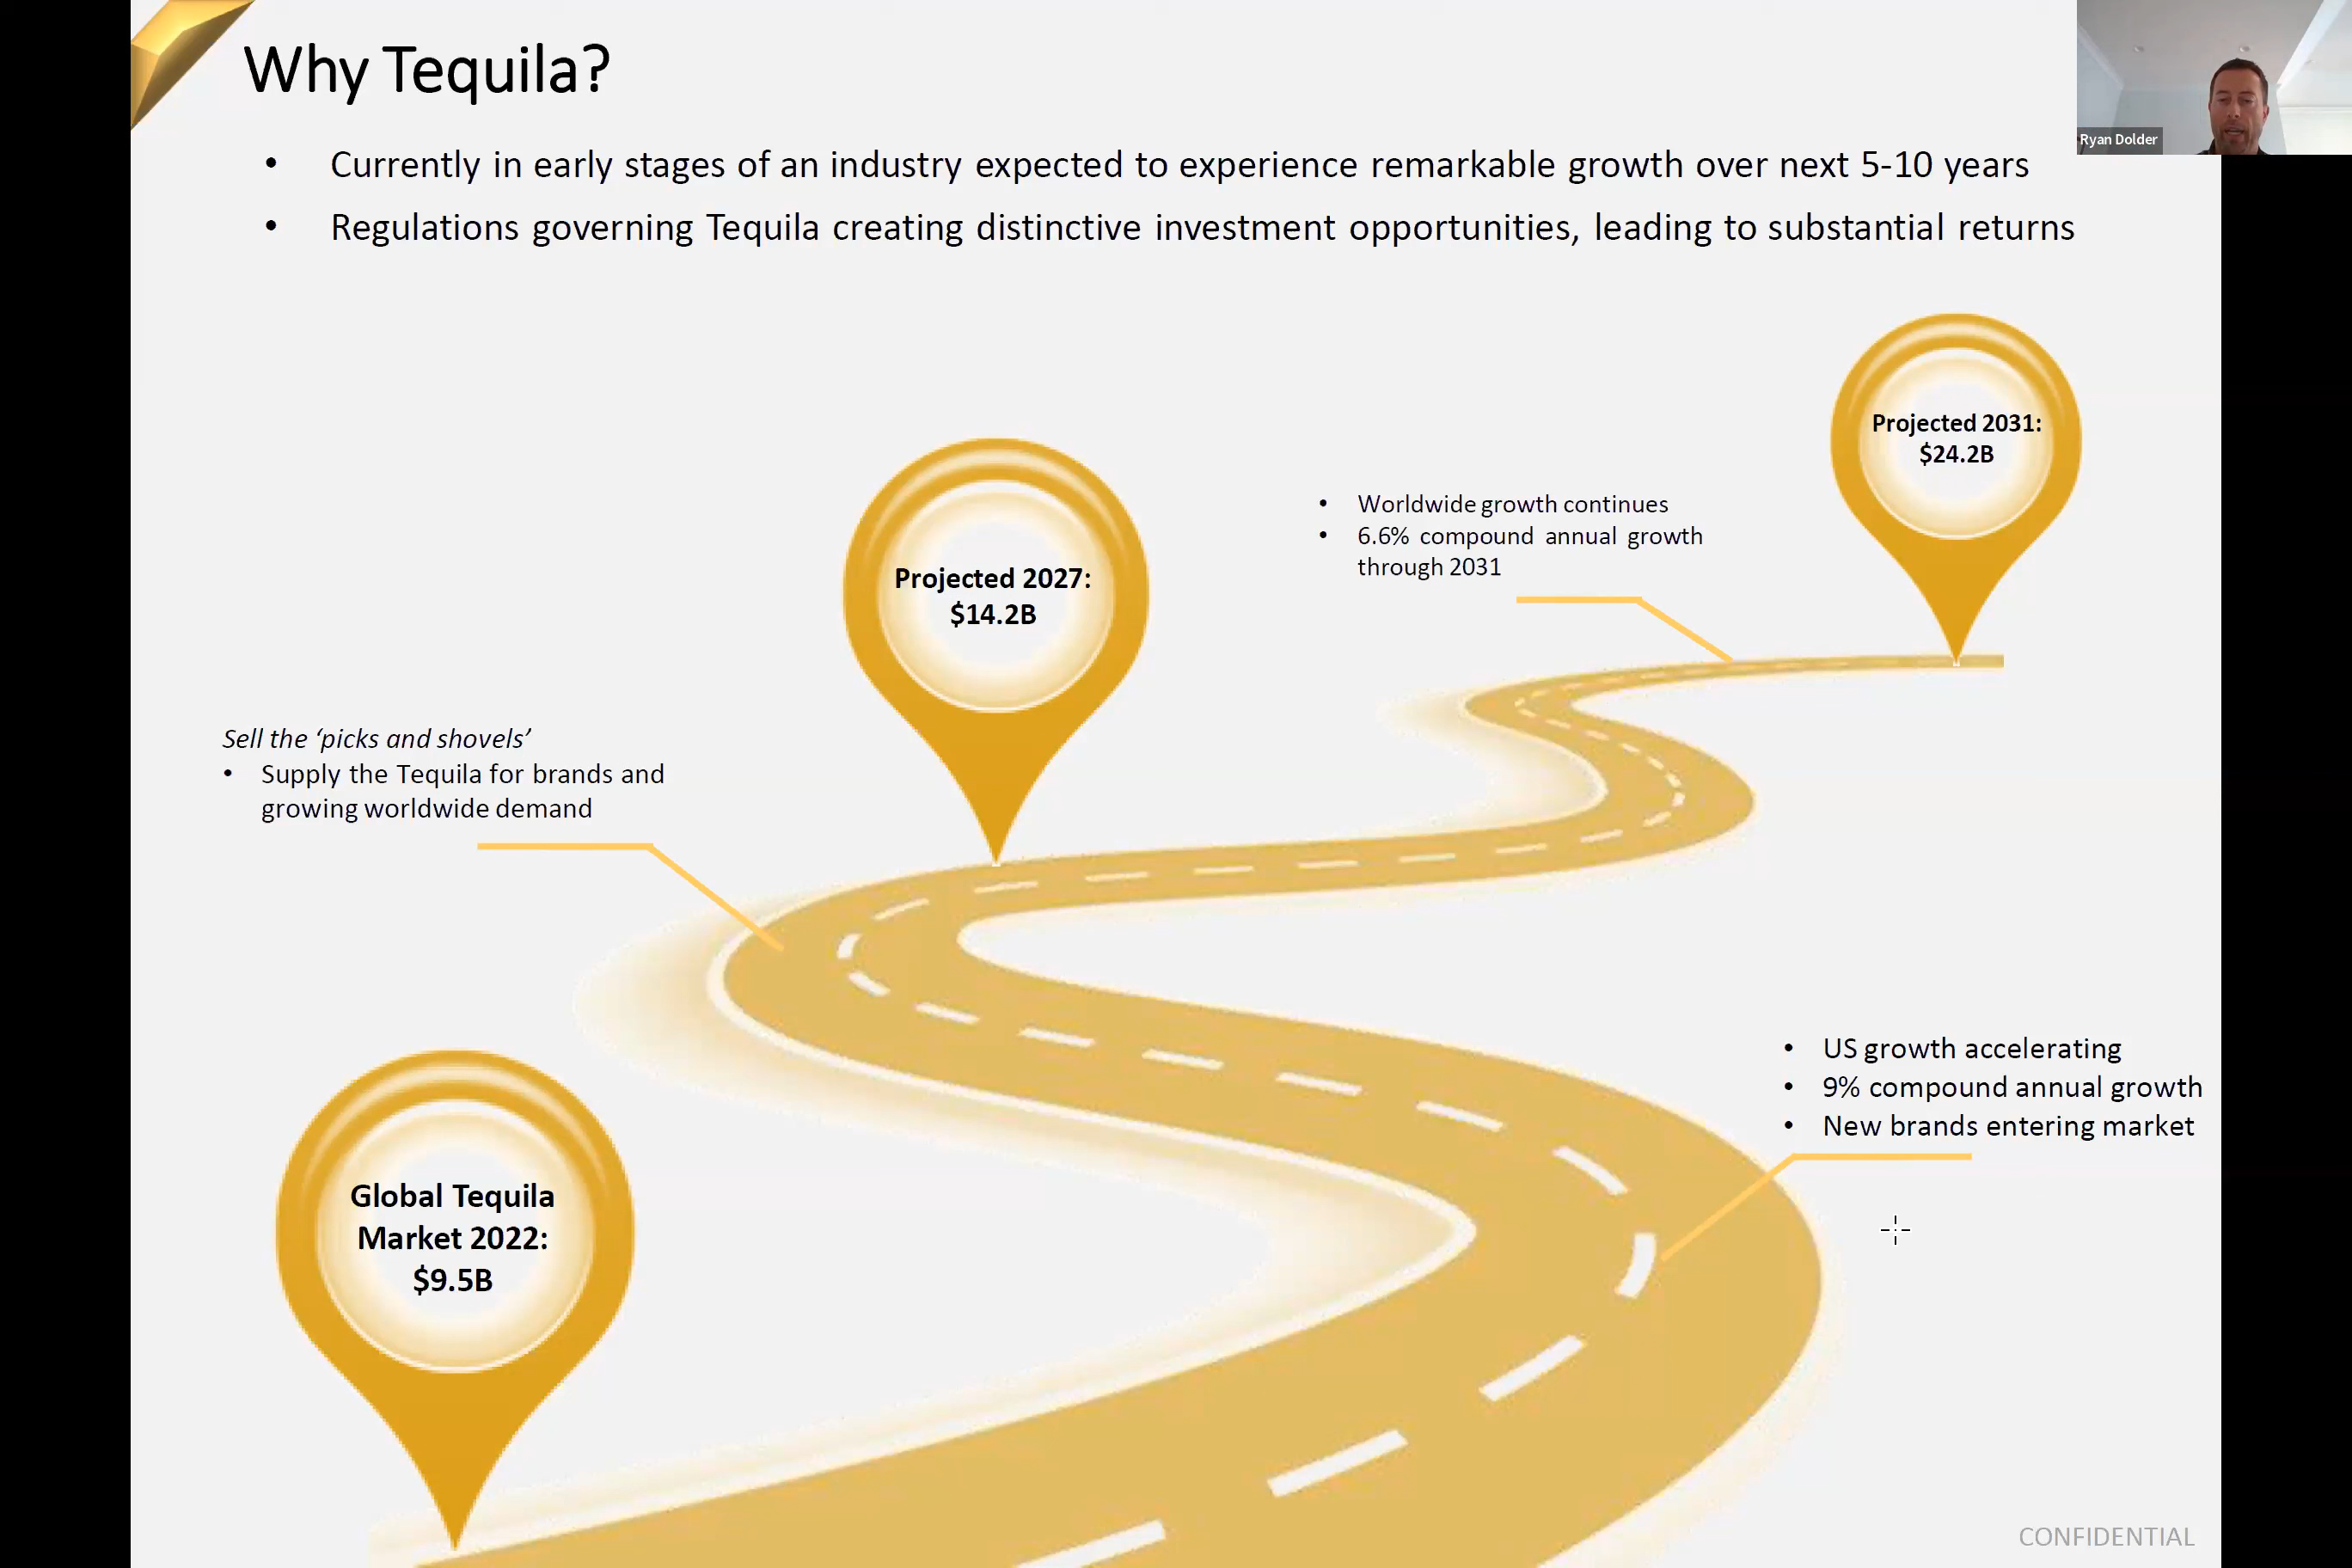 Why Tequila?
• Currently in early stages of an industry expected to experience remarkable growth over next 5-10 years
• Regulations governing Tequila creating distinctive investment opportunities, leading to substantial returns
Ryan Dolder
Projected 2031:
$24.2B
• Worldwide growth continues
• 6.6% compound annual growth
through 2031
Projected 2027:
$14.2B
Sell the ‘picks and shovels’
• Supply the Tequila for brands and
growing worldwide demand
• US growth accelerating
• 9% compound annual growth
• New brands entering market
Global Tequila
Market 2022:
$9.5B
CONFIDENTIAL